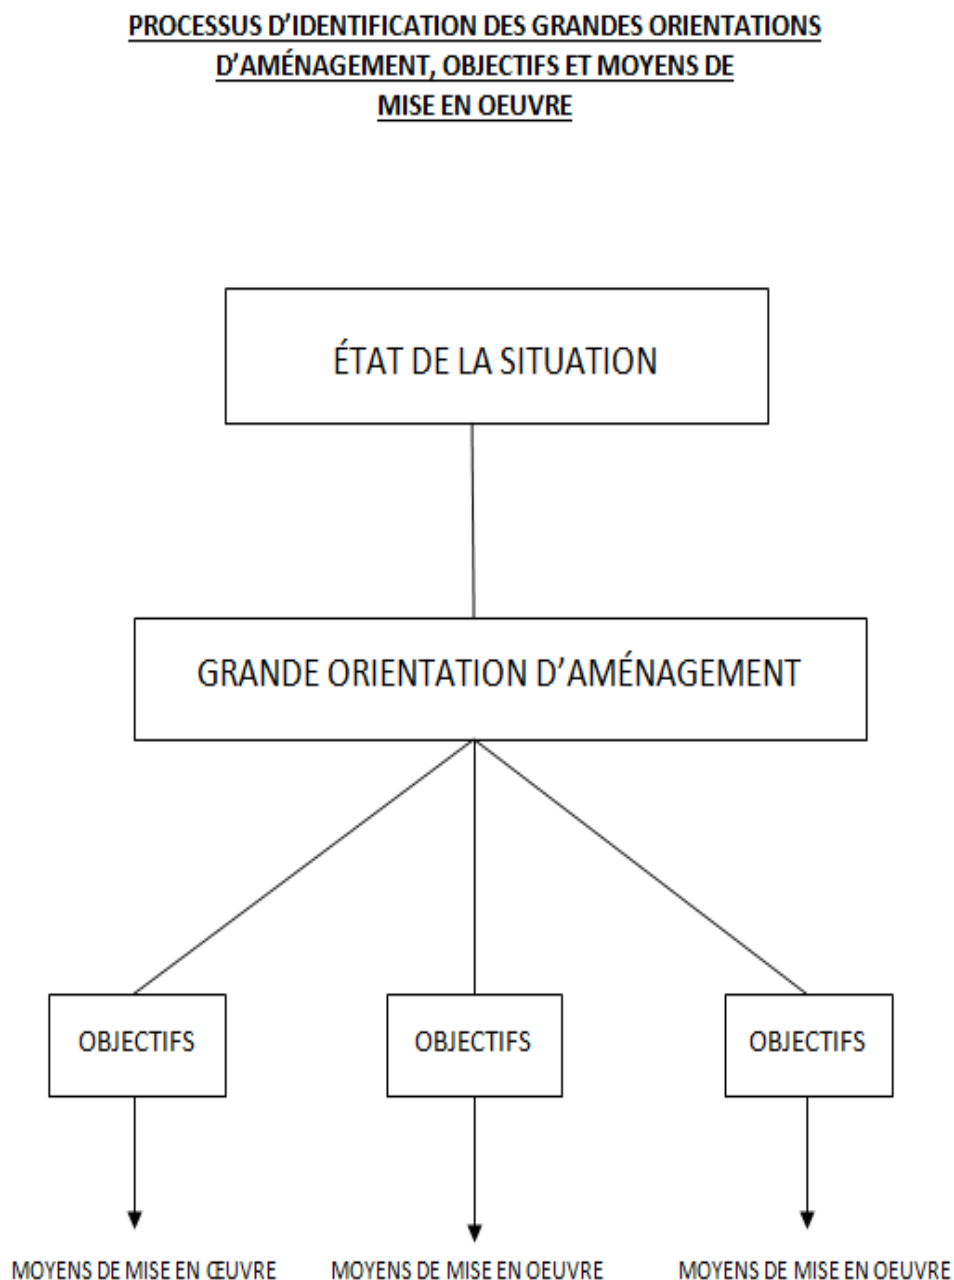 PROCESSUS D’IDENTIFICATION DES GRANDES ORIENTATIONS
D’AMÉNAGEMENT, OBJECTIFS ET MOYENS DE
MISE EN OEUVRE
ÉTAT DE LA SITUATION
GRANDE ORIENTATION D’AMÉNAGEMENT
OBJECTIFS
OBJECTIFS
OBJECTIFS
MOYENS DE MISE EN ŒUVRE
MOYENS DE MISE EN OEUVRE
MOYENS DE MISE EN OEUVRE